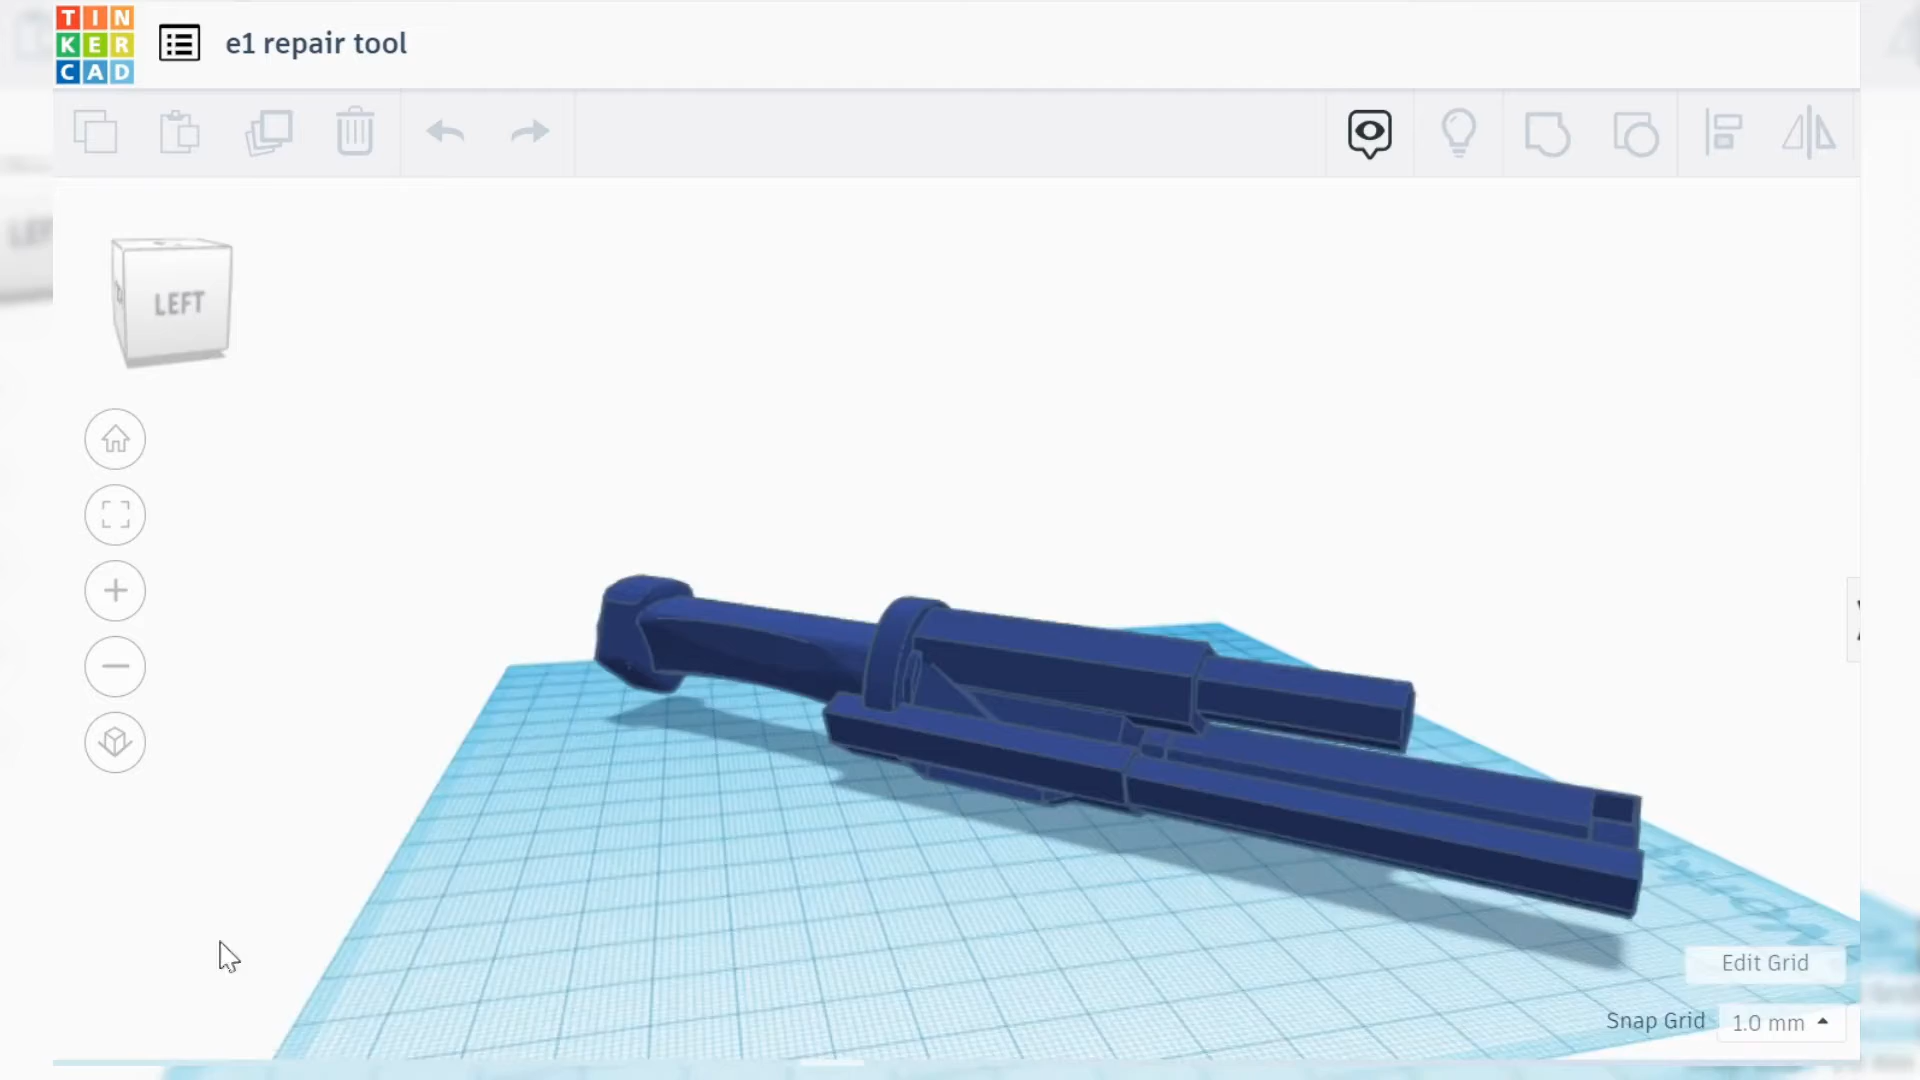 TIN
KER
CAD
e1 repair tool
LEFT
Edit Grid
Snap Grid 1.0 mm